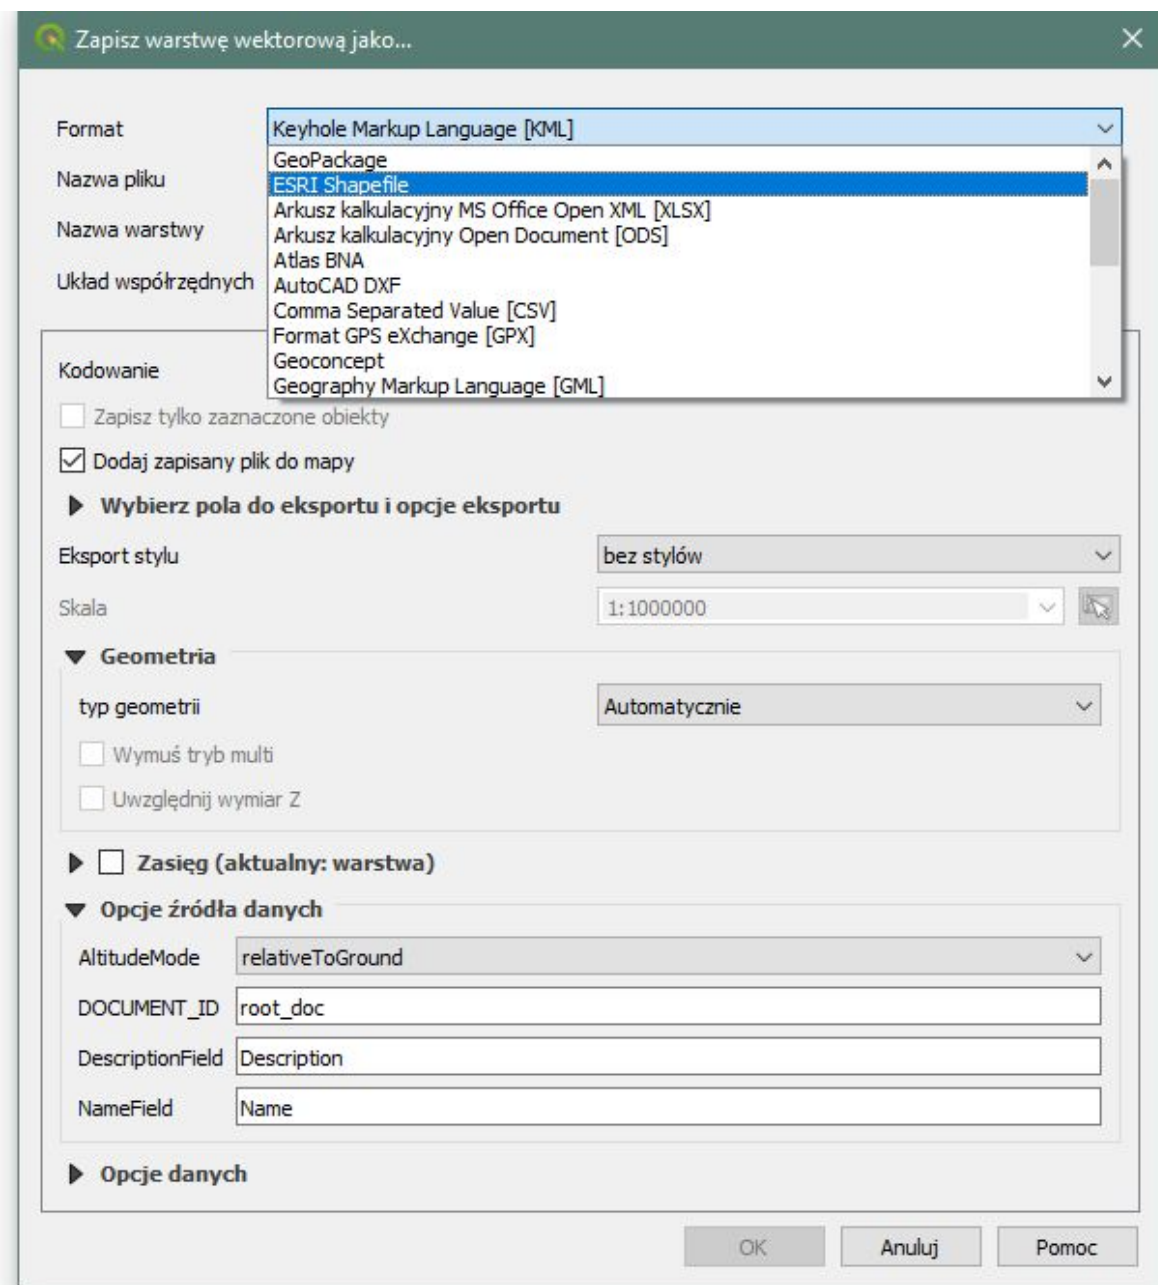 Zapisz warstwę wektorową jako...
Format
Keyhole Markup Language [KML]
GeoPackage
Nazwa pliku
ESRI Shapefile
Arkusz kalkulacyjny MS Office Open XML [XLSX]
Nazwa warstwy
Arkusz kalkulacyjny Open Document [ODS]
Atlas BNA
Układ współrzędnych
AutoCAD DXF
Comma Separated Value [CSV]
Format GPS eXchange [GPX]
Geoconcept
Kodowanie
Geography Markup Language [GML]
Zapisz tylko zaznaczone obiekty
Dodaj zapisany plik do mapy
Wybierz pola do eksportu i opcje eksportu
Eksport stylu bez stylów
Skala 1:1000000
Geometria
typ geometrii Automatycznie
Wymuś tryb multi
Uwzględnij wymiar Z
Zasięg (aktualny: warstwa)
Opcje źródła danych
AltitudeMode relativeToGround
DOCUMENT_ID root_doc
DescriptionField Description
NameField Name
Opcje danych
OK Anuluj Pomoc